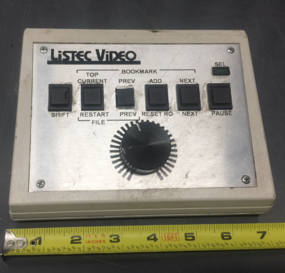 LISTEC VIDEO
BOOKMARK
SEL
TOP
CURRENT PREV ADD NEXT
SHIFT RESTART PREV RESET RD NEXT PAUSE
FILE
1 2 3 4 5 6 7